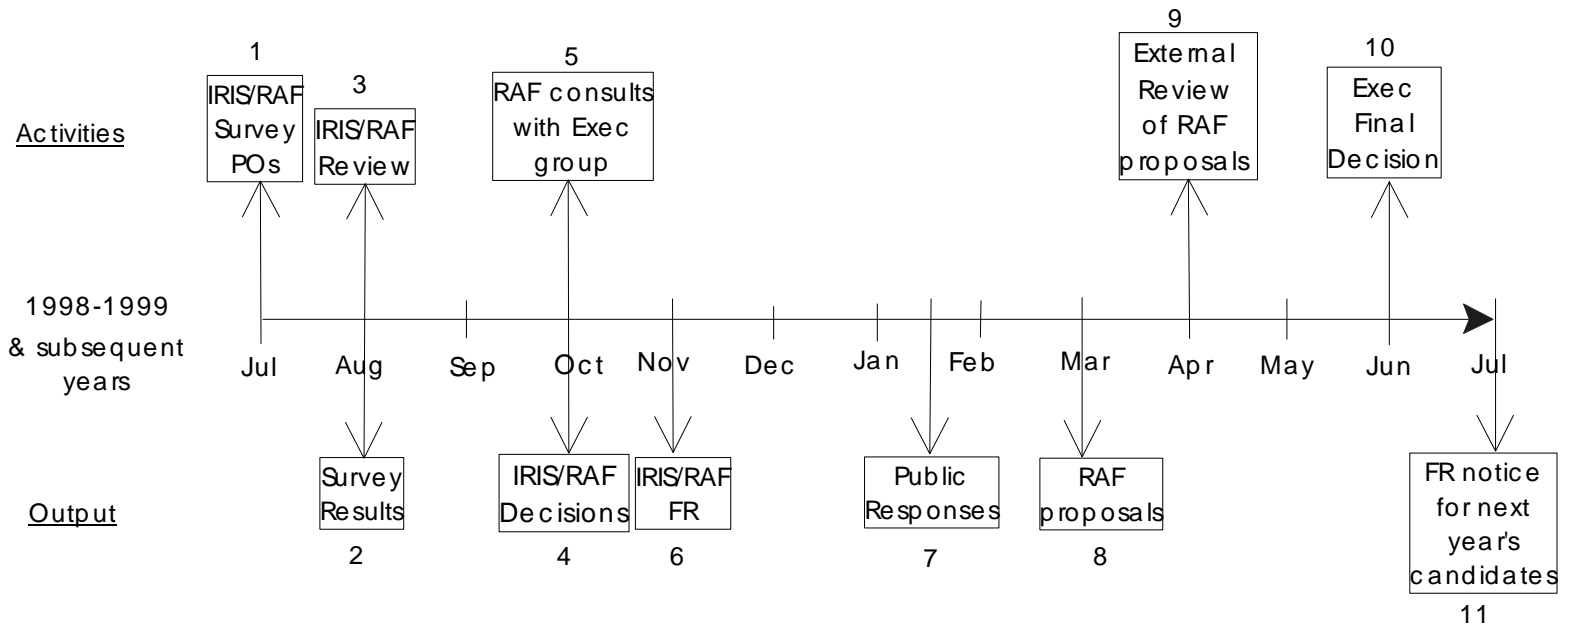 1
IRIS/RAF
Survey
POs
3
IRIS/RAF
Review
5
RAF consults
with Exec
group
9
External
Review
of RAF
proposals
10
Exec
Final
Decision
Activities
1998-1999
& subsequent
years
Jul
Aug
Sep
Oct
Nov
Dec
Jan
Feb
Mar
Apr
May
Jun
Jul
Output
Survey
Results
2
IRIS/RAF
Decisions
4
IRIS/RAF
FR
6
Public
Responses
7
RAF
proposals
8
FR notice
for next
year's
candidates
11